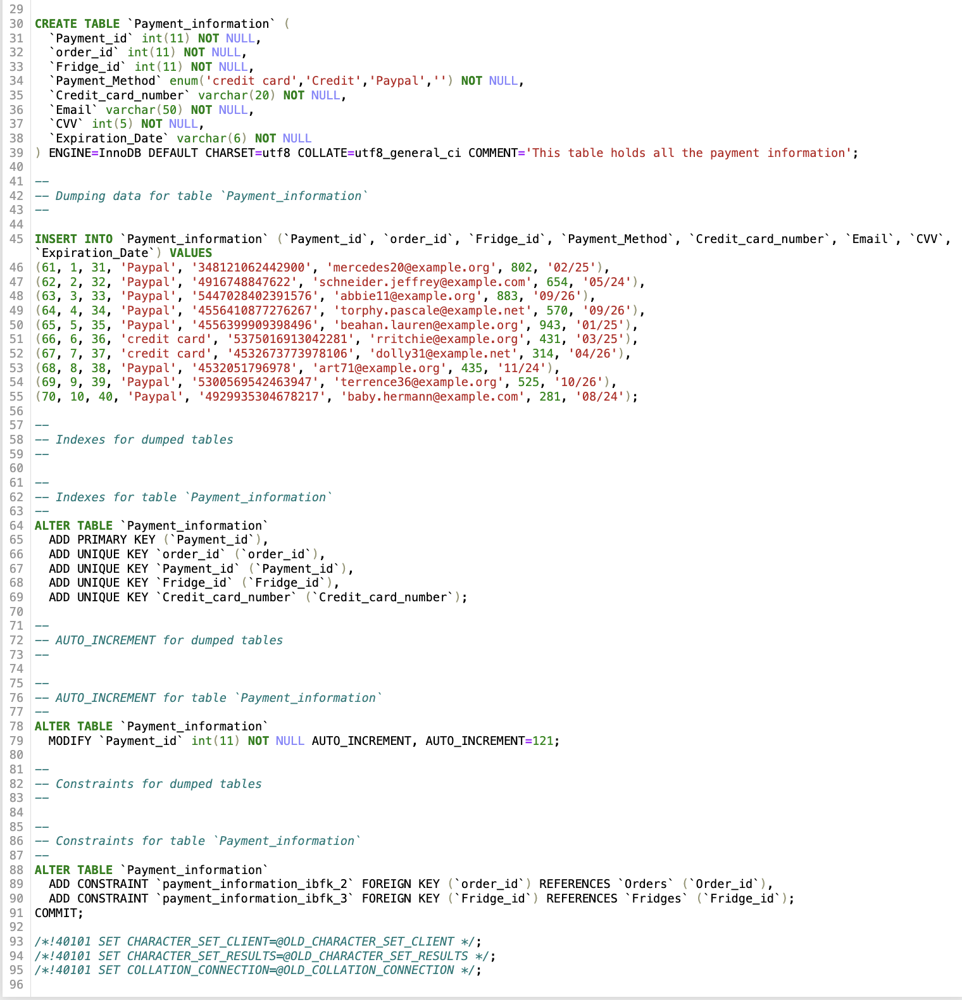 29
30 CREATE TABLE `Payment_information` (
31   `Payment_id` int(11) NOT NULL,
32   `order_id` int(11) NOT NULL,
33   `Fridge_id` int(11) NOT NULL,
34   `Payment_Method` enum('credit card','Credit','Paypal','') NOT NULL,
35   `Credit_card_number` varchar(20) NOT NULL,
36   `Email` varchar(50) NOT NULL,
37   `CVV` int(5) NOT NULL,
38   `Expiration_Date` varchar(6) NOT NULL
39 ) ENGINE=InnoDB DEFAULT CHARSET=utf8 COLLATE=utf8_general_ci COMMENT='This table holds all the payment information';
40
41 --
42 -- Dumping data for table `Payment_information`
43 --
44
45 INSERT INTO `Payment_information` (`Payment_id`, `order_id`, `Fridge_id`, `Payment_Method`, `Credit_card_number`, `Email`, `CVV`,
`Expiration_Date`) VALUES
46 (61, 1, 31, 'Paypal', '348121062442900', 'mercedes20@example.org', 802, '02/25'),
47 (62, 2, 32, 'Paypal', '4916748847622', 'schneider.jeffrey@example.com', 654, '05/24'),
48 (63, 3, 33, 'Paypal', '5447028402391576', 'abbie11@example.org', 883, '09/26'),
49 (64, 4, 34, 'Paypal', '4556410877276267', 'torphy.pascale@example.net', 570, '09/26'),
50 (65, 5, 35, 'Paypal', '4556399909398496', 'beahan.lauren@example.org', 943, '01/25'),
51 (66, 6, 36, 'credit card', '5375016913042281', 'rritchie@example.org', 431, '03/25'),
52 (67, 7, 37, 'credit card', '4532673773978106', 'dolly31@example.net', 314, '04/26'),
53 (68, 8, 38, 'Paypal', '4532051796978', 'art71@example.org', 435, '11/24'),
54 (69, 9, 39, 'Paypal', '5300569542463947', 'terrence36@example.org', 525, '10/26'),
55 (70, 10, 40, 'Paypal', '4929935304678217', 'baby.hermann@example.com', 281, '08/24');
56
57 --
58 -- Indexes for dumped tables
59 --
60
61 --
62 -- Indexes for table `Payment_information`
63 --
64 ALTER TABLE `Payment_information`
65   ADD PRIMARY KEY (`Payment_id`),
66   ADD UNIQUE KEY `order_id` (`order_id`),
67   ADD UNIQUE KEY `Payment_id` (`Payment_id`),
68   ADD UNIQUE KEY `Fridge_id` (`Fridge_id`),
69   ADD UNIQUE KEY `Credit_card_number` (`Credit_card_number`);
70
71 --
72 -- AUTO_INCREMENT for dumped tables
73 --
74
75 --
76 -- AUTO_INCREMENT for table `Payment_information`
77 --
78 ALTER TABLE `Payment_information`
79   MODIFY `Payment_id` int(11) NOT NULL AUTO_INCREMENT, AUTO_INCREMENT=121;
80
81 --
82 -- Constraints for dumped tables
83 --
84
85 --
86 -- Constraints for table `Payment_information`
87 --
88 ALTER TABLE `Payment_information`
89   ADD CONSTRAINT `payment_information_ibfk_2` FOREIGN KEY (`order_id`) REFERENCES `Orders` (`Order_id`),
90   ADD CONSTRAINT `payment_information_ibfk_3` FOREIGN KEY (`Fridge_id`) REFERENCES `Fridges` (`Fridge_id`);
91 COMMIT;
92
93 /*!40101 SET CHARACTER_SET_CLIENT=@OLD_CHARACTER_SET_CLIENT */;
94 /*!40101 SET CHARACTER_SET_RESULTS=@OLD_CHARACTER_SET_RESULTS */;
95 /*!40101 SET COLLATION_CONNECTION=@OLD_COLLATION_CONNECTION */;
96